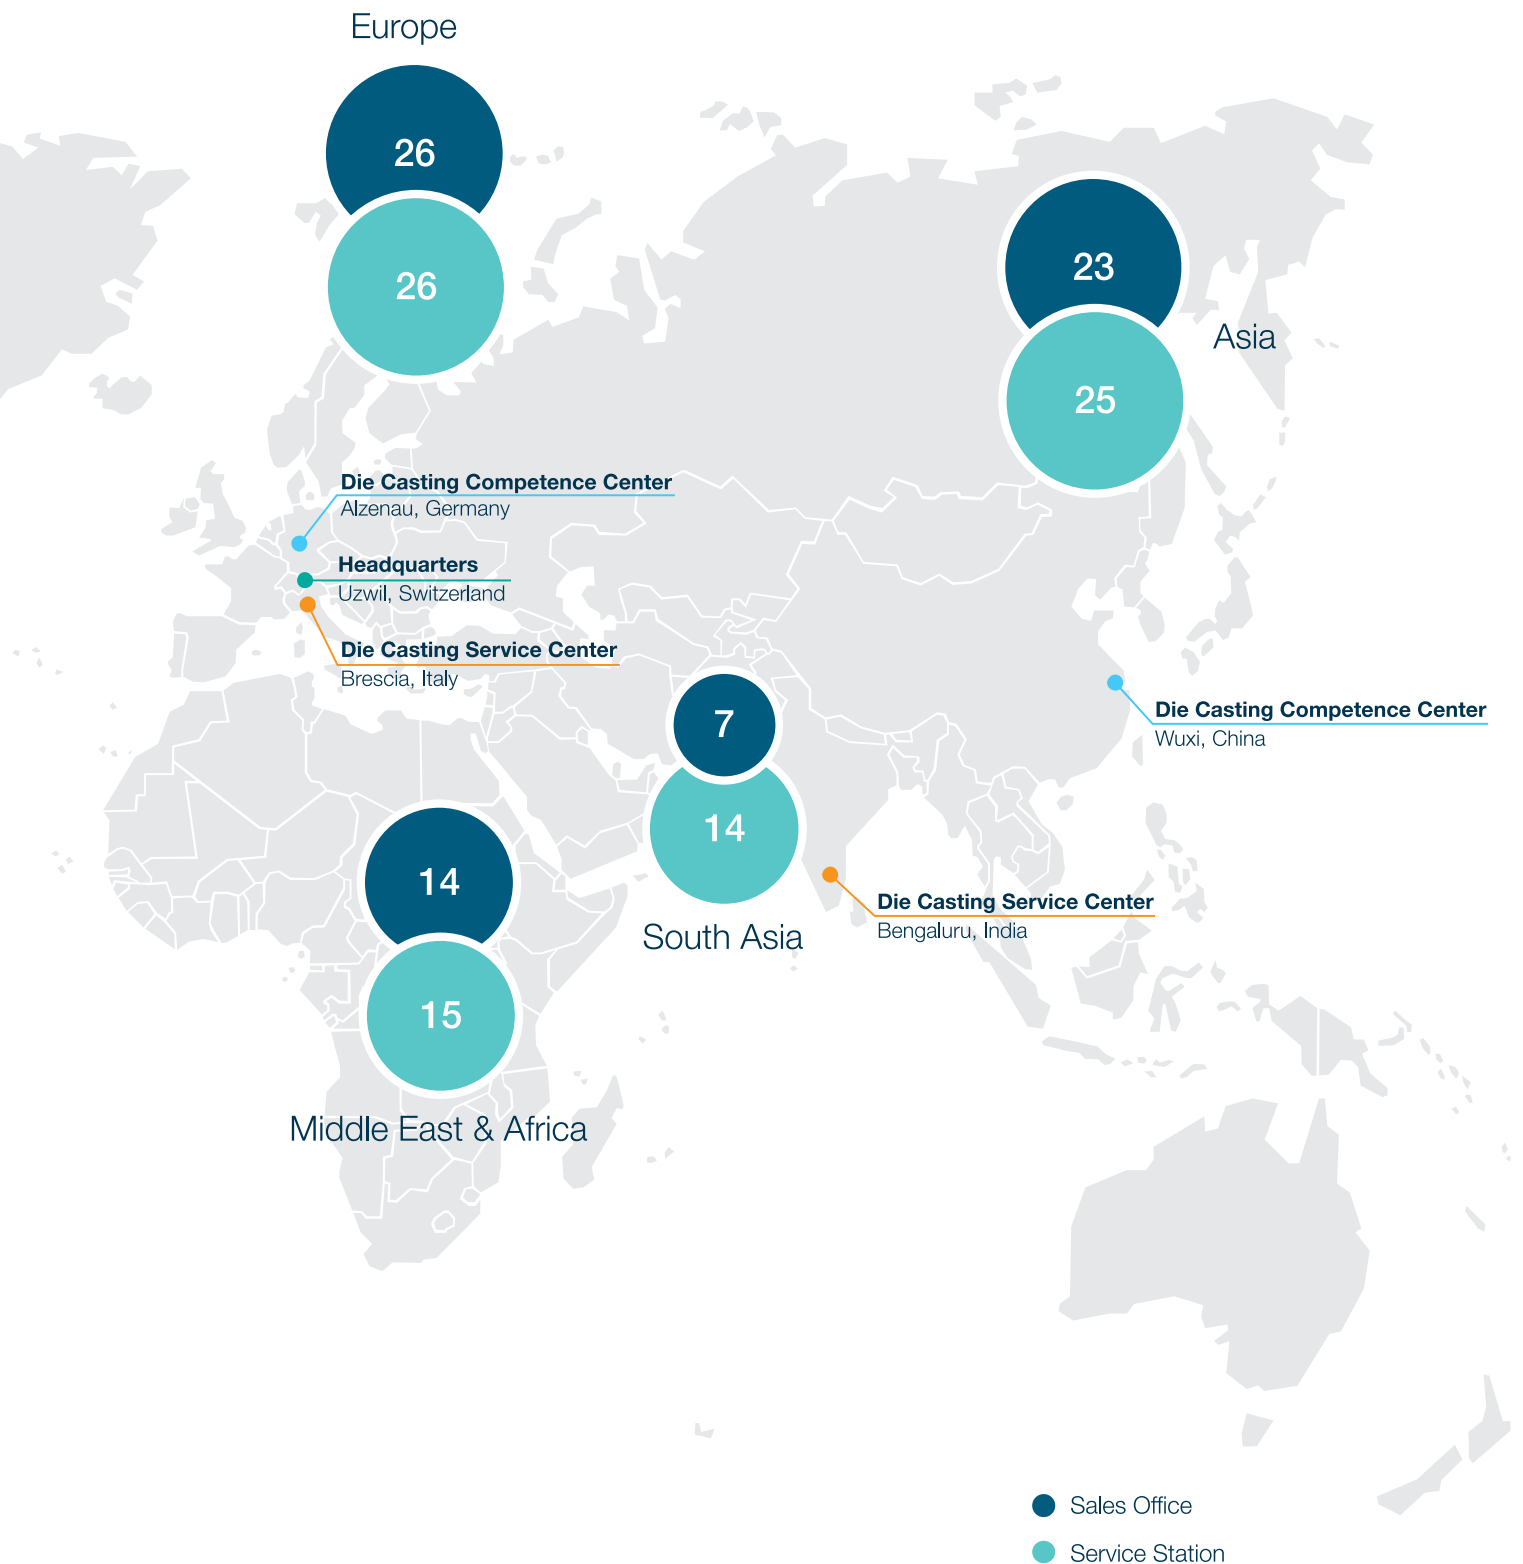 Europe
26
26
23
Asia
25
Die Casting Competence Center
Alzenau, Germany
Headquarters
Uzwil, Switzerland
Die Casting Service Center
Brescia, Italy
7
14
South Asia
Die Casting Competence Center
Wuxi, China
Die Casting Service Center
Bengaluru, India
14
15
Middle East & Africa
Sales Office
Service Station